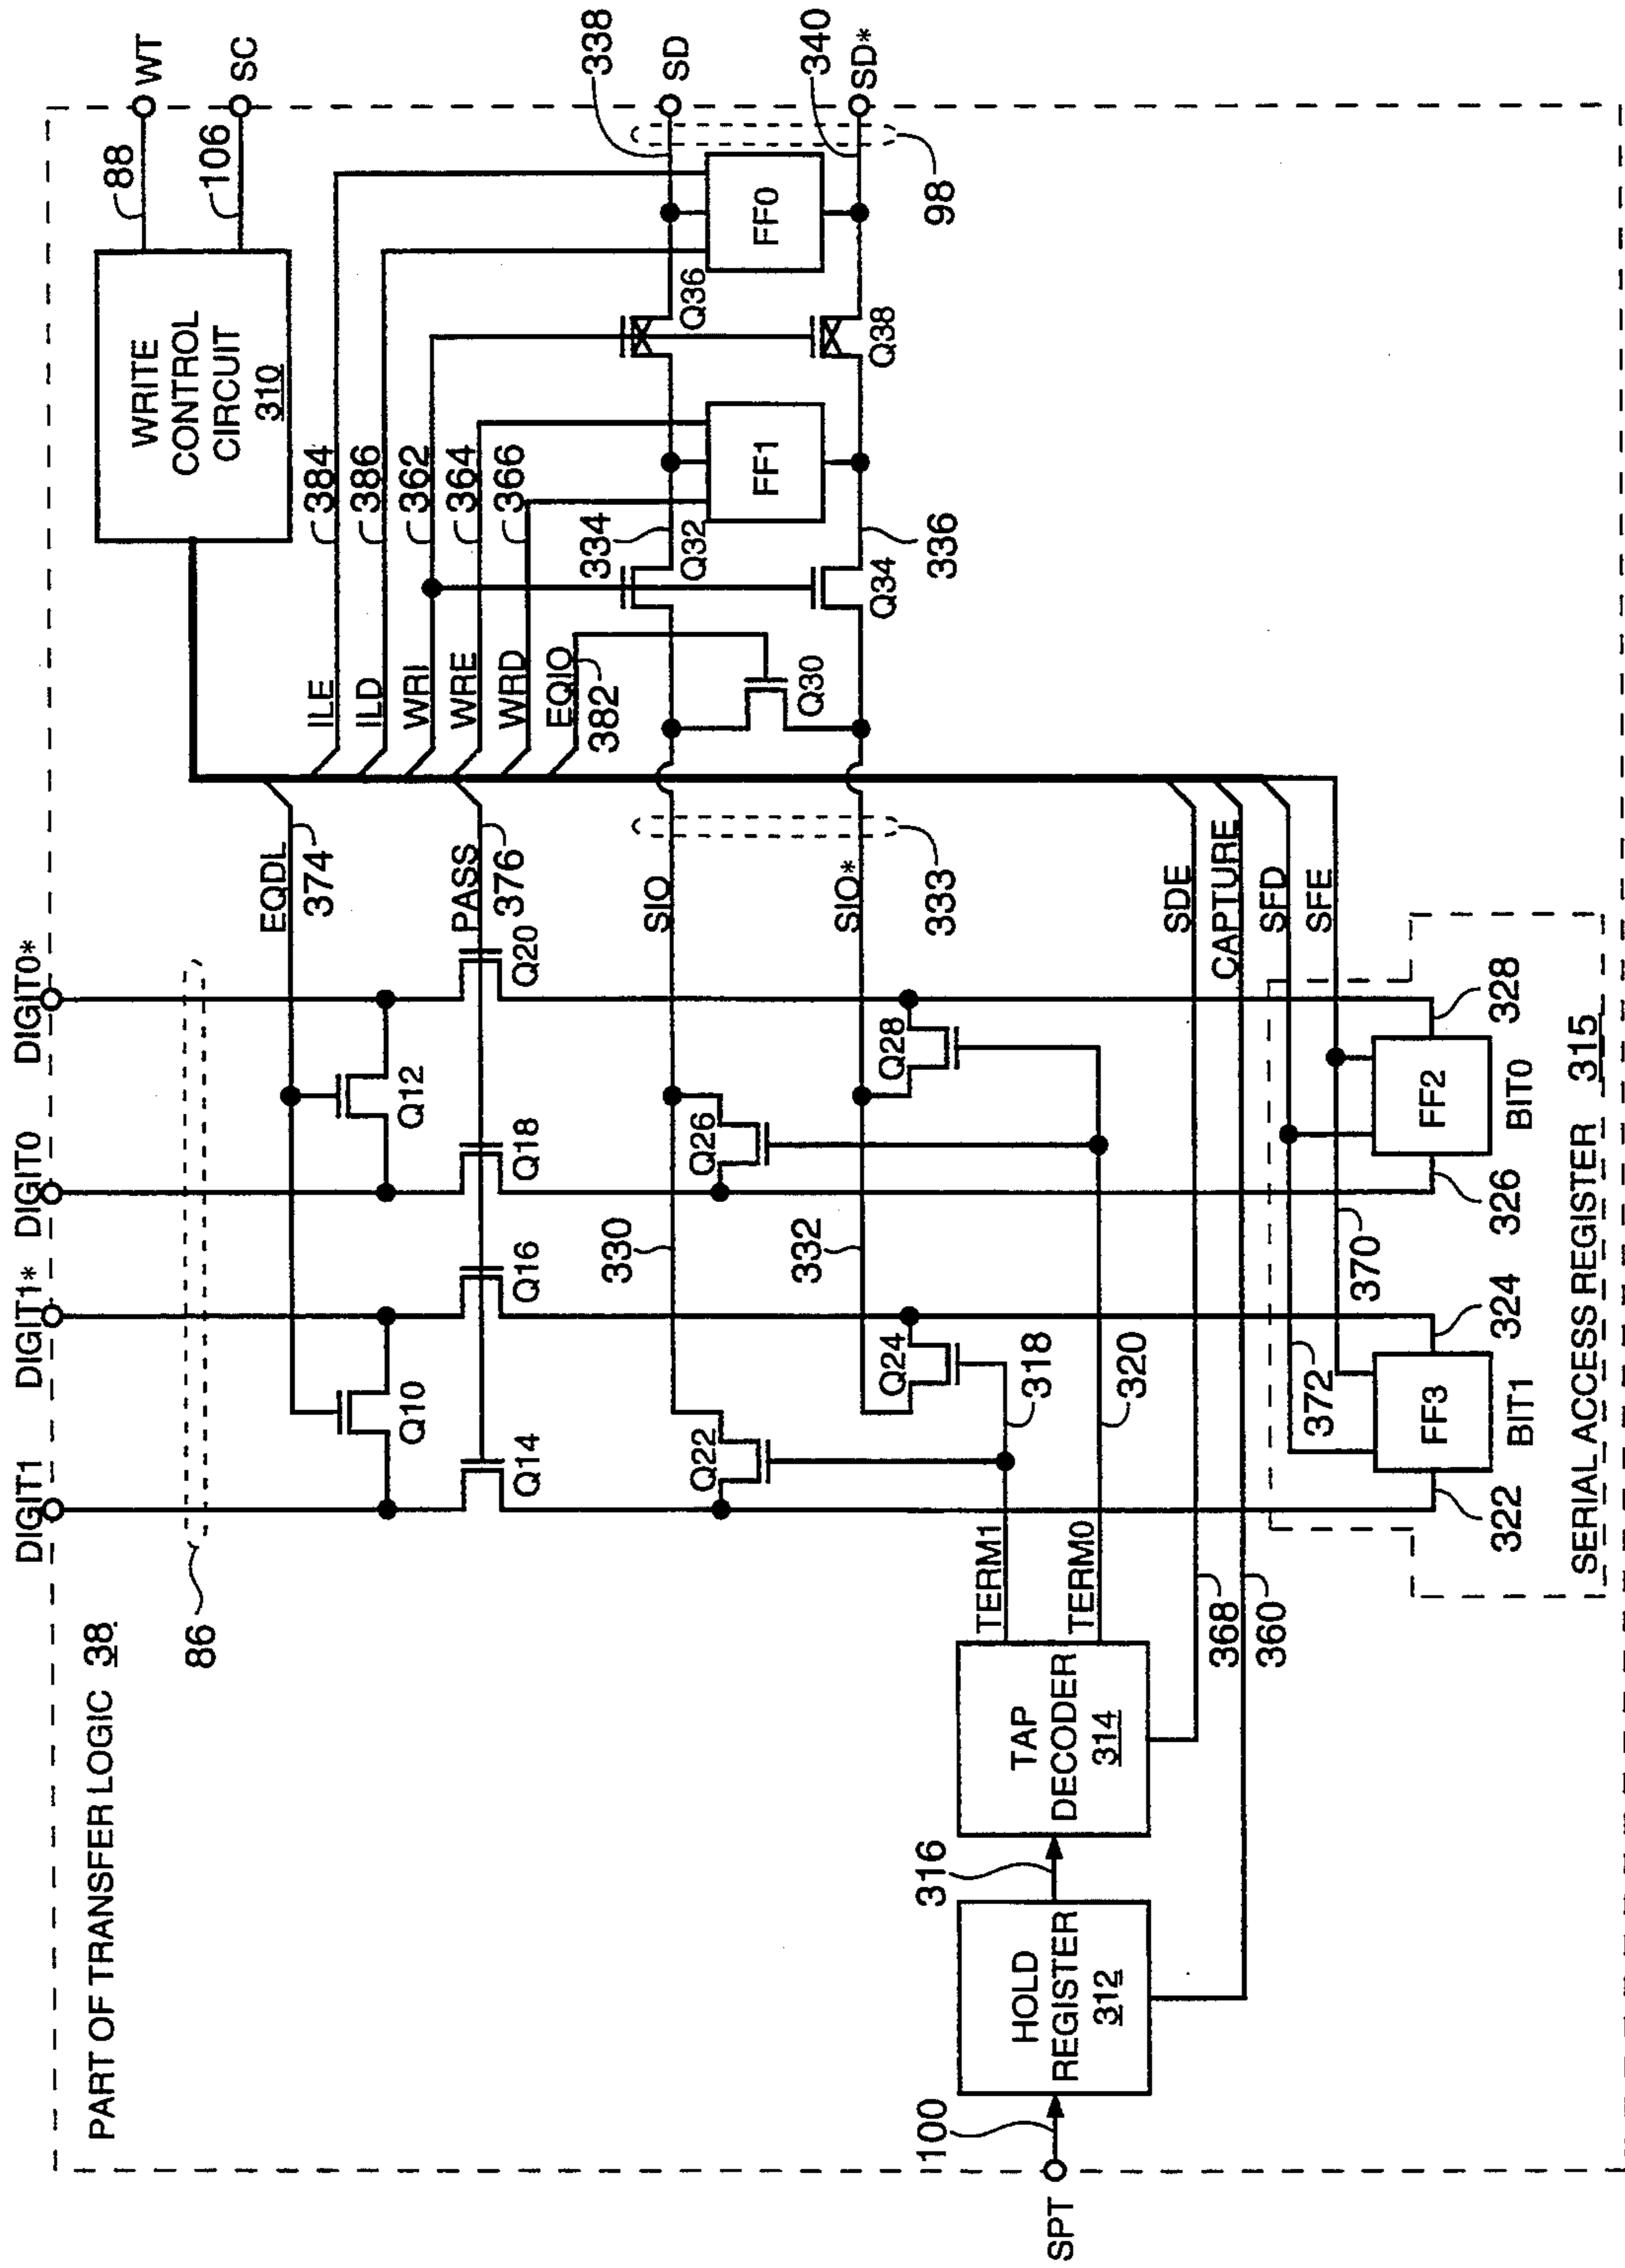 PART OF TRANSFER LOGIC 38
DIGIT1
DIGIT1*
DIGIT0
DIGIT0*
86
WRITE
CONTROL
CIRCUIT
310
88
WT
106
SC
EQDL
374
Q10
Q12
PASS
376
Q14
Q16
Q18
Q20
ILE
384
ILD
386
WRI
362
WRE
364
WRD
366
EQIO
382
330
SIO
334
Q32
Q36
338
SD
Q22
Q26
Q30
FF1
FF0
332
SIO*
333
Q34
336
Q38
98
340
SD*
Q24
Q28
SPT
100
HOLD
REGISTER
312
316
TAP
DECODER
314
TERM1
318
TERM0
320
368
SDE
360
CAPTURE
SFD
SFE
372
370
322
FF3
324
BIT1
326
FF2
328
BIT0
SERIAL ACCESS REGISTER 315